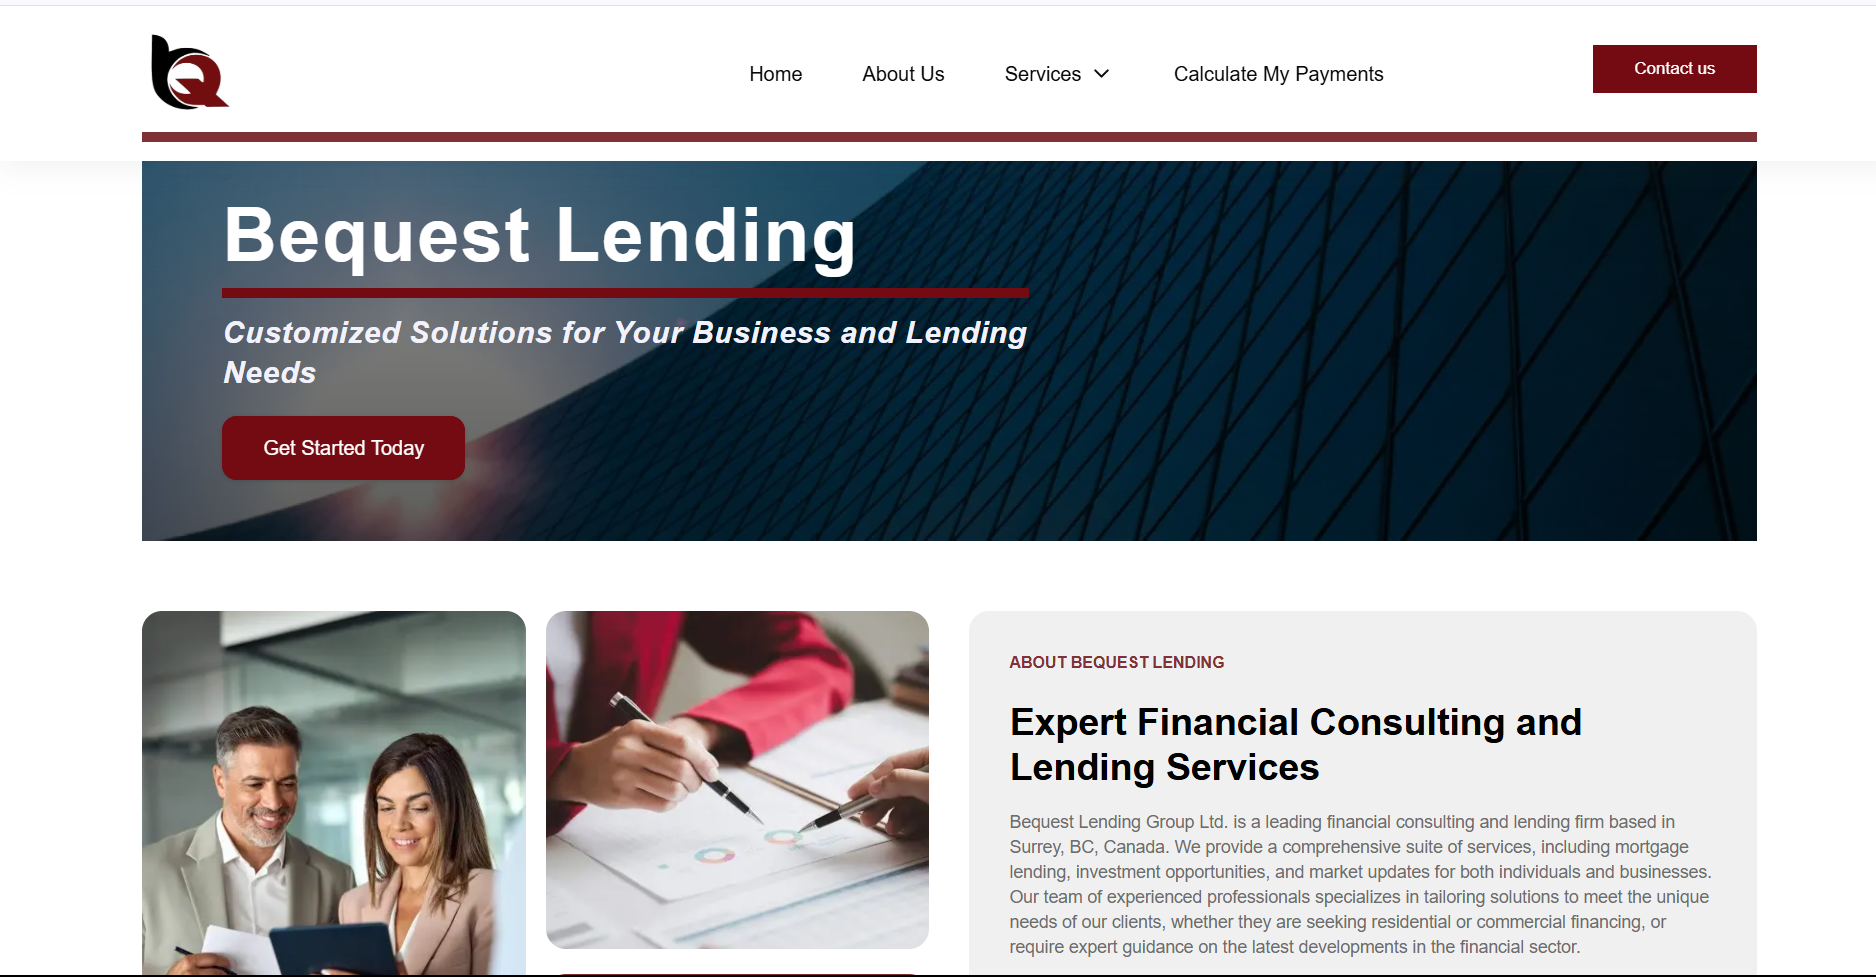 Home
About Us
Services
Calculate My Payments
Contact us
Bequest Lending
Customized Solutions for Your Business and Lending
Needs
Get Started Today
ABOUT BEQUEST LENDING
Expert Financial Consulting and
Lending Services
Bequest Lending Group Ltd. is a leading financial consulting and lending firm based in
Surrey, BC, Canada. We provide a comprehensive suite of services, including mortgage
lending, investment opportunities, and market updates for both individuals and businesses.
Our team of experienced professionals specializes in tailoring solutions to meet the unique
needs of our clients, whether they are seeking residential or commercial financing, or
require expert guidance on the latest developments in the financial sector.